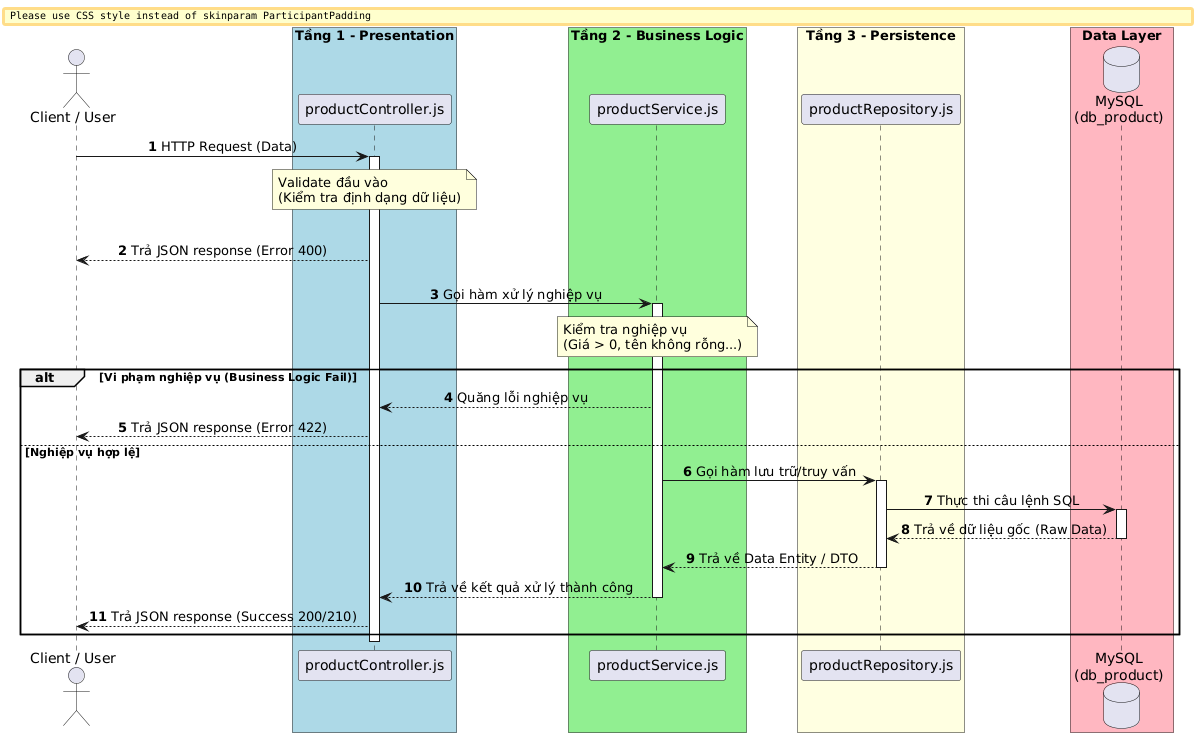 Please use CSS style instead of skinparam ParticipantPadding
Tầng 1 - Presentation
Tầng 2 - Business Logic
Tầng 3 - Persistence
Data Layer
Client / User
productController.js
productService.js
productRepository.js
MySQL
(db_product)
1 HTTP Request (Data)
Validate đầu vào
(Kiểm tra định dạng dữ liệu)
2 Trả JSON response (Error 400)
3 Gọi hàm xử lý nghiệp vụ
Kiểm tra nghiệp vụ
(Giá > 0, tên không rỗng...)
alt
[Vi phạm nghiệp vụ (Business Logic Fail)]
4 Quăng lỗi nghiệp vụ
5 Trả JSON response (Error 422)
[Nghiệp vụ hợp lệ]
6 Gọi hàm lưu trữ/truy vấn
7 Thực thi câu lệnh SQL
8 Trả về dữ liệu gốc (Raw Data)
9 Trả về Data Entity / DTO
10 Trả về kết quả xử lý thành công
11 Trả JSON response (Success 200/210)
Client / User
productController.js
productService.js
productRepository.js
MySQL
(db_product)